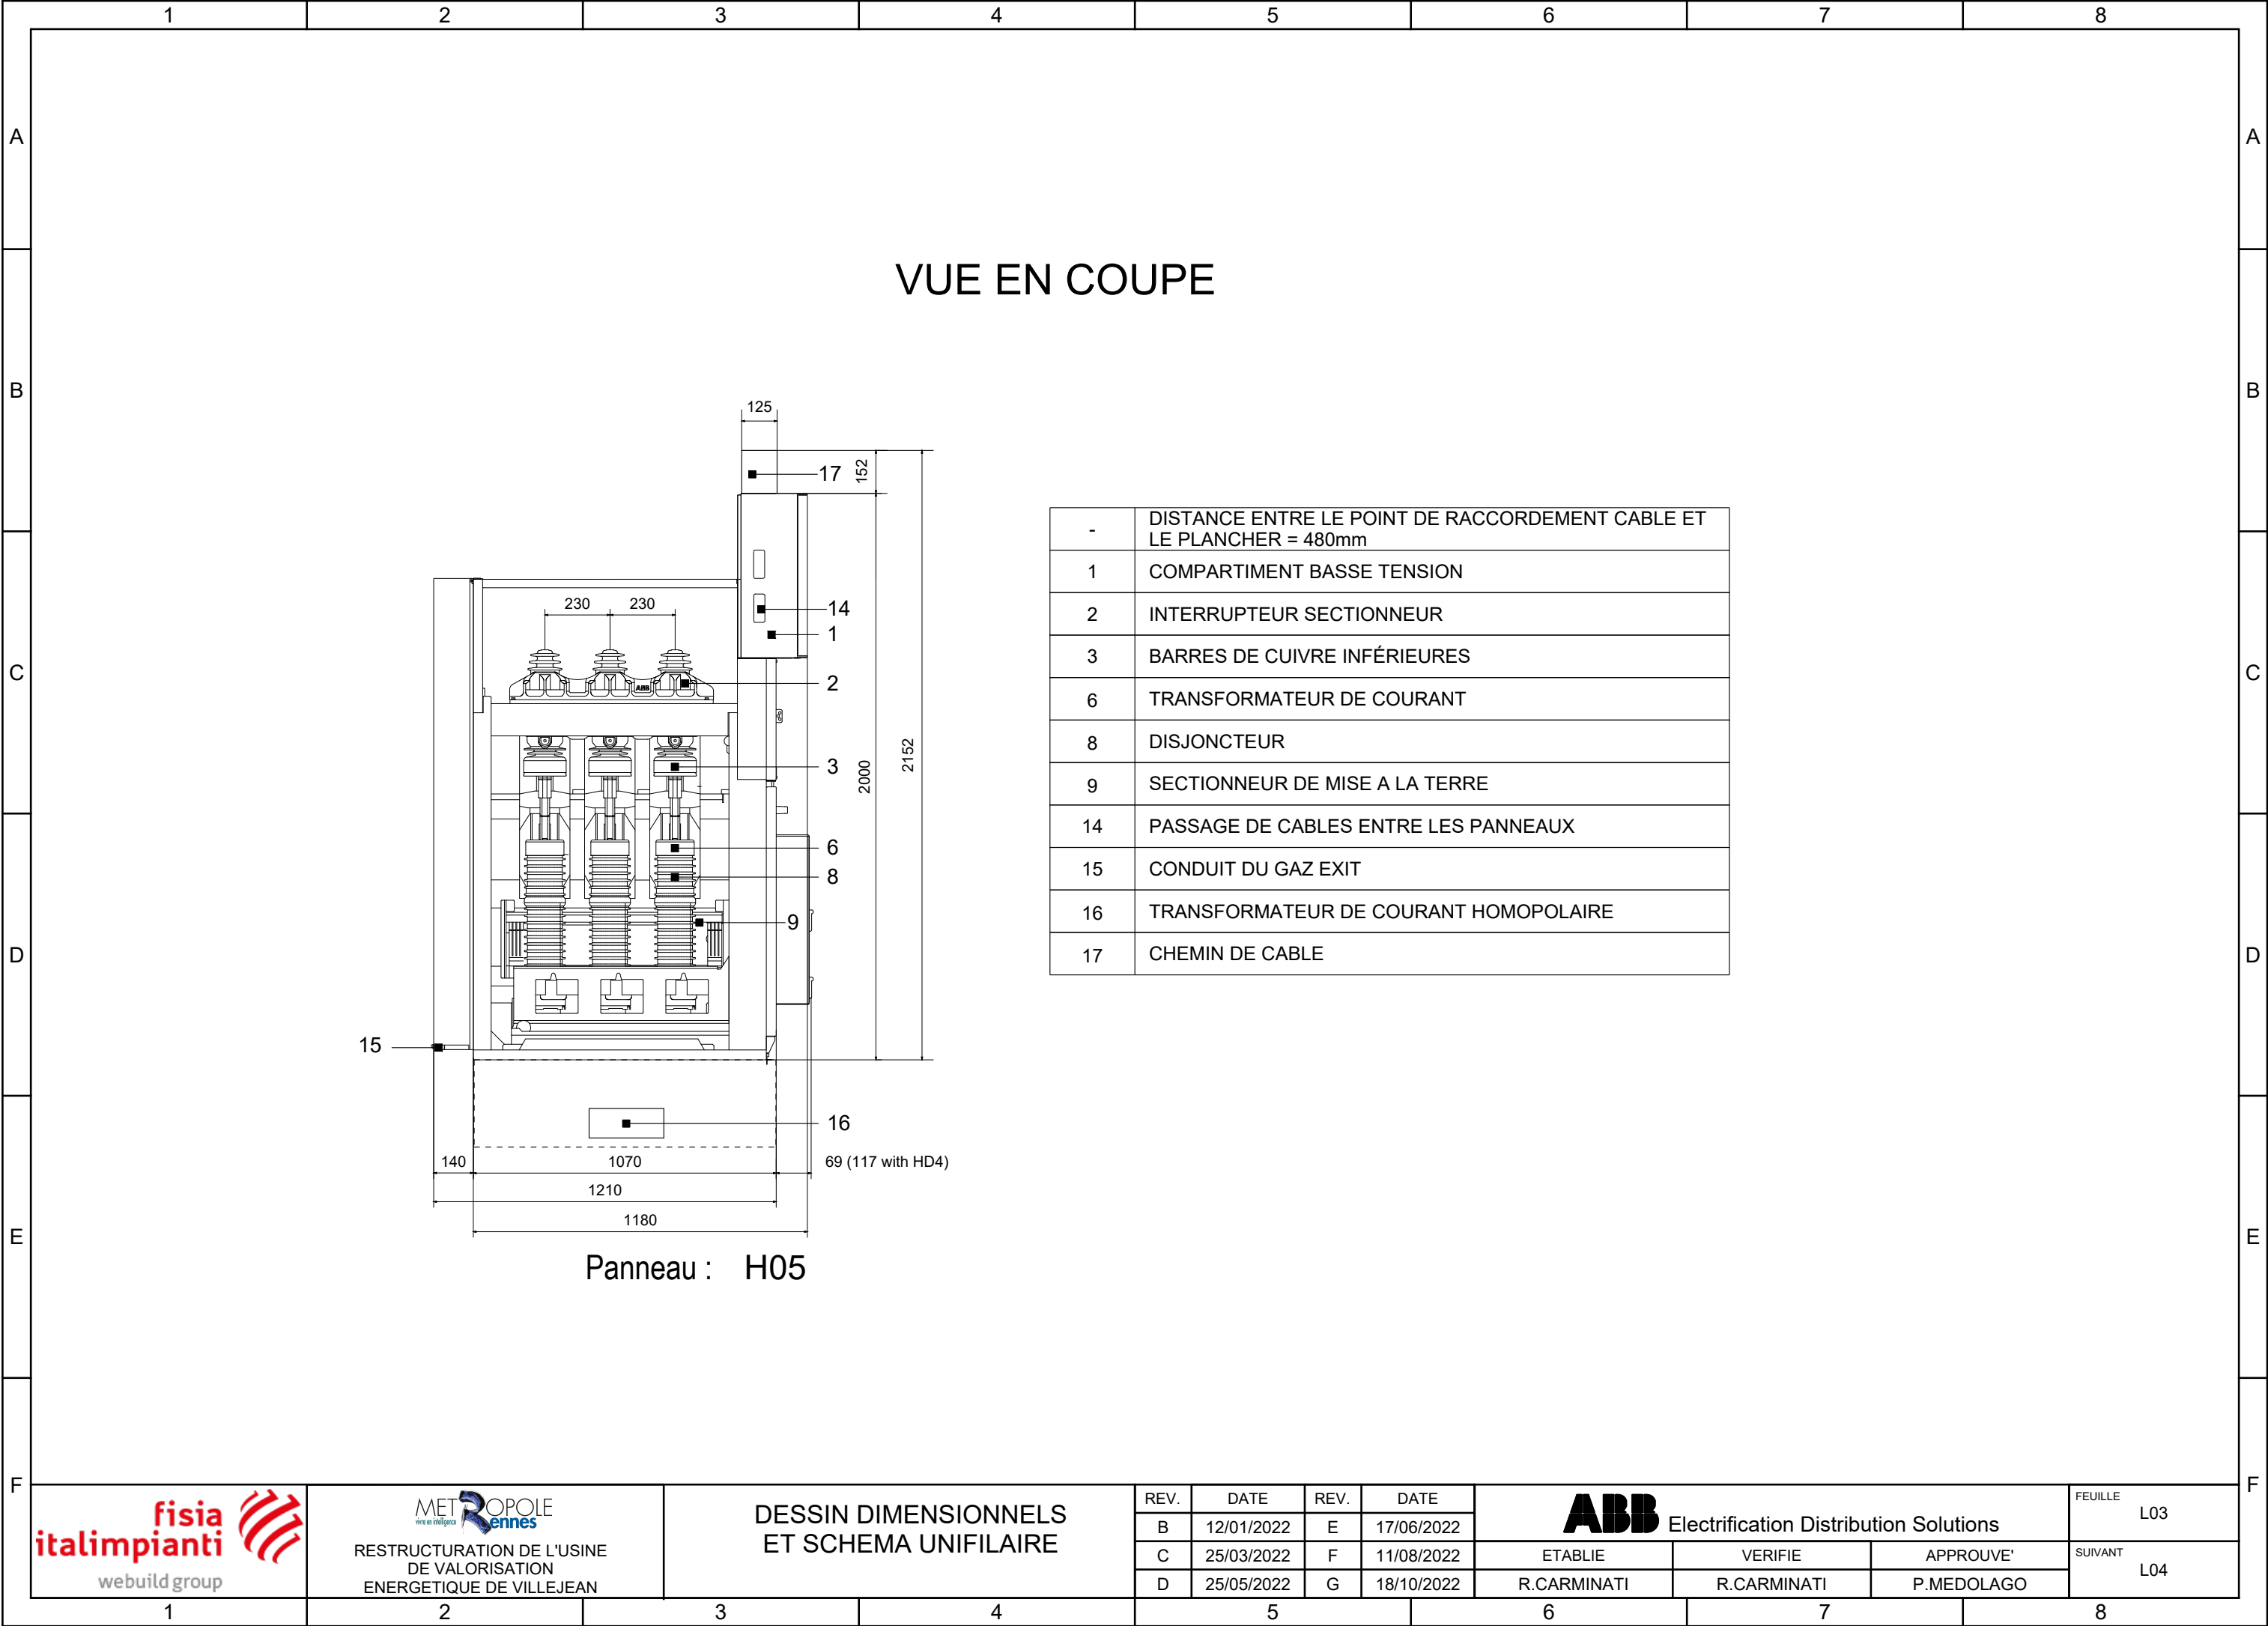 1 2 3 4 5 6 7 8
A A
B B
C C
D D
E E
F F
VUE EN COUPE
125
17
152
14
1
230 230
2
ABB
3
2000
2152
6
8
9
15
16
140 1070 69 (117 with HD4)
1210
1180
Panneau : H05
- DISTANCE ENTRE LE POINT DE RACCORDEMENT CABLE ET
LE PLANCHER = 480mm
1 COMPARTIMENT BASSE TENSION
2 INTERRUPTEUR SECTIONNEUR
3 BARRES DE CUIVRE INFÉRIEURES
6 TRANSFORMATEUR DE COURANT
8 DISJONCTEUR
9 SECTIONNEUR DE MISE A LA TERRE
14 PASSAGE DE CABLES ENTRE LES PANNEAUX
15 CONDUIT DU GAZ EXIT
16 TRANSFORMATEUR DE COURANT HOMOPOLAIRE
17 CHEMIN DE CABLE
fisia
italimpianti
webuild group
METROPOLE
vivre en intelligence
Rennes
RESTRUCTURATION DE L'USINE
DE VALORISATION
ENERGETIQUE DE VILLEJEAN
DESSIN DIMENSIONNELS
ET SCHEMA UNIFILAIRE
REV. DATE REV. DATE
B 12/01/2022 E 17/06/2022
C 25/03/2022 F 11/08/2022
D 25/05/2022 G 18/10/2022
ABB Electrification Distribution Solutions
ETABLIE VERIFIE APPROUVE'
R.CARMINATI R.CARMINATI P.MEDOLAGO
FEUILLE
L03
SUIVANT
L04
1 2 3 4 5 6 7 8